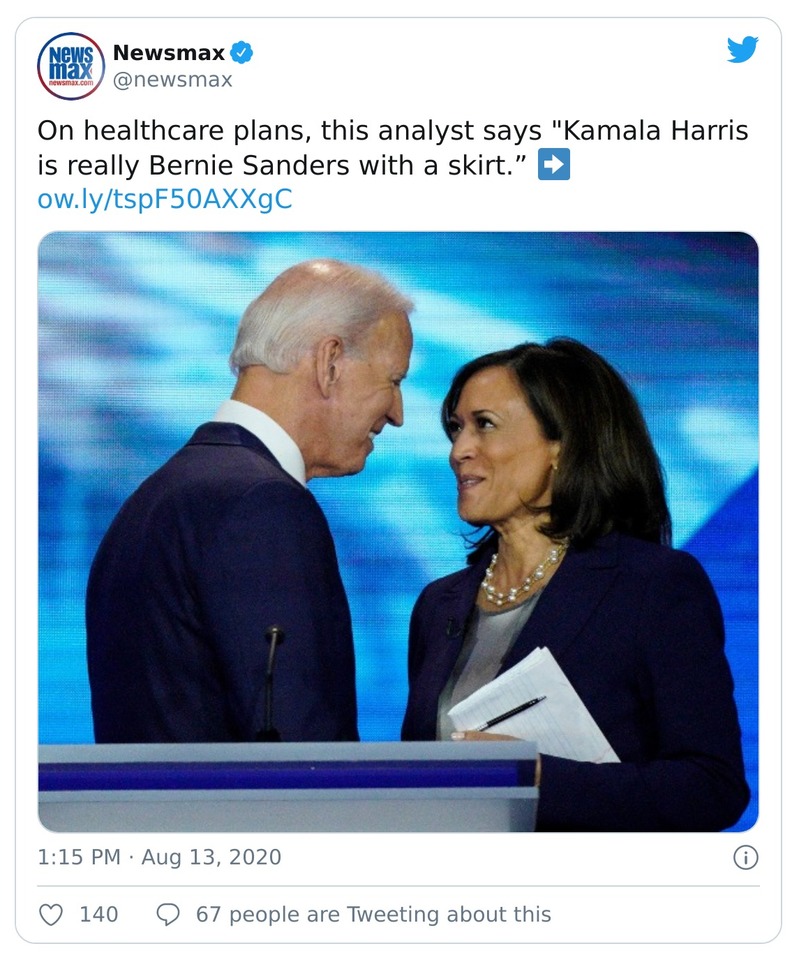 News
max
newsmax.com
Newsmax
@newsmax
On healthcare plans, this analyst says "Kamala Harris
is really Bernie Sanders with a skirt.” ➡
ow.ly/tspF50AXXgC
1:15 PM · Aug 13, 2020
140
67 people are Tweeting about this